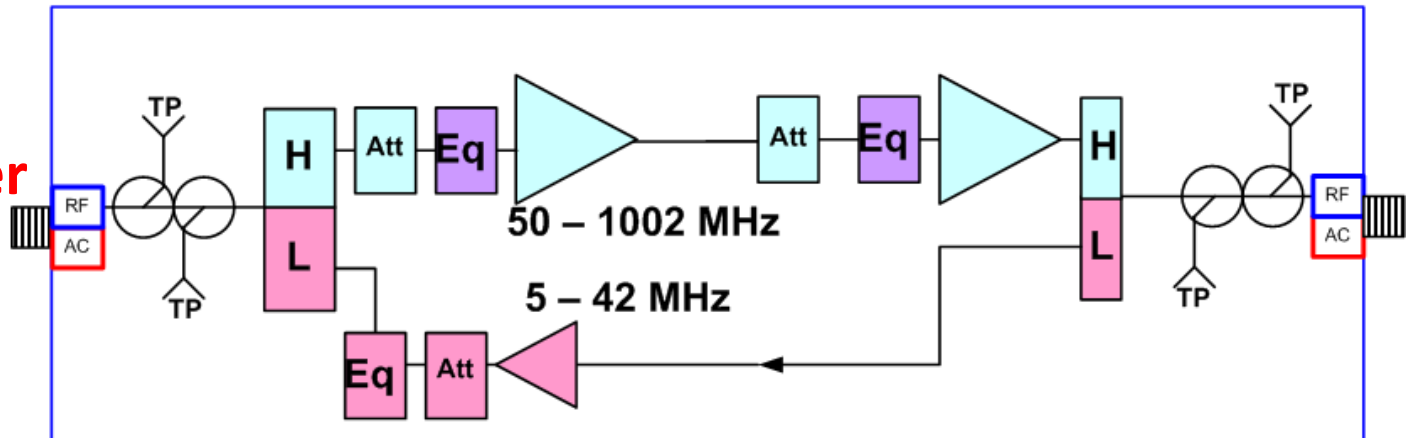 TP
TP
H
Att
Eq
Att
Eq
H
er
RF
RF
AC
AC
50 – 1002 MHz
L
L
TP
TP
5 – 42 MHz
Eq
Att